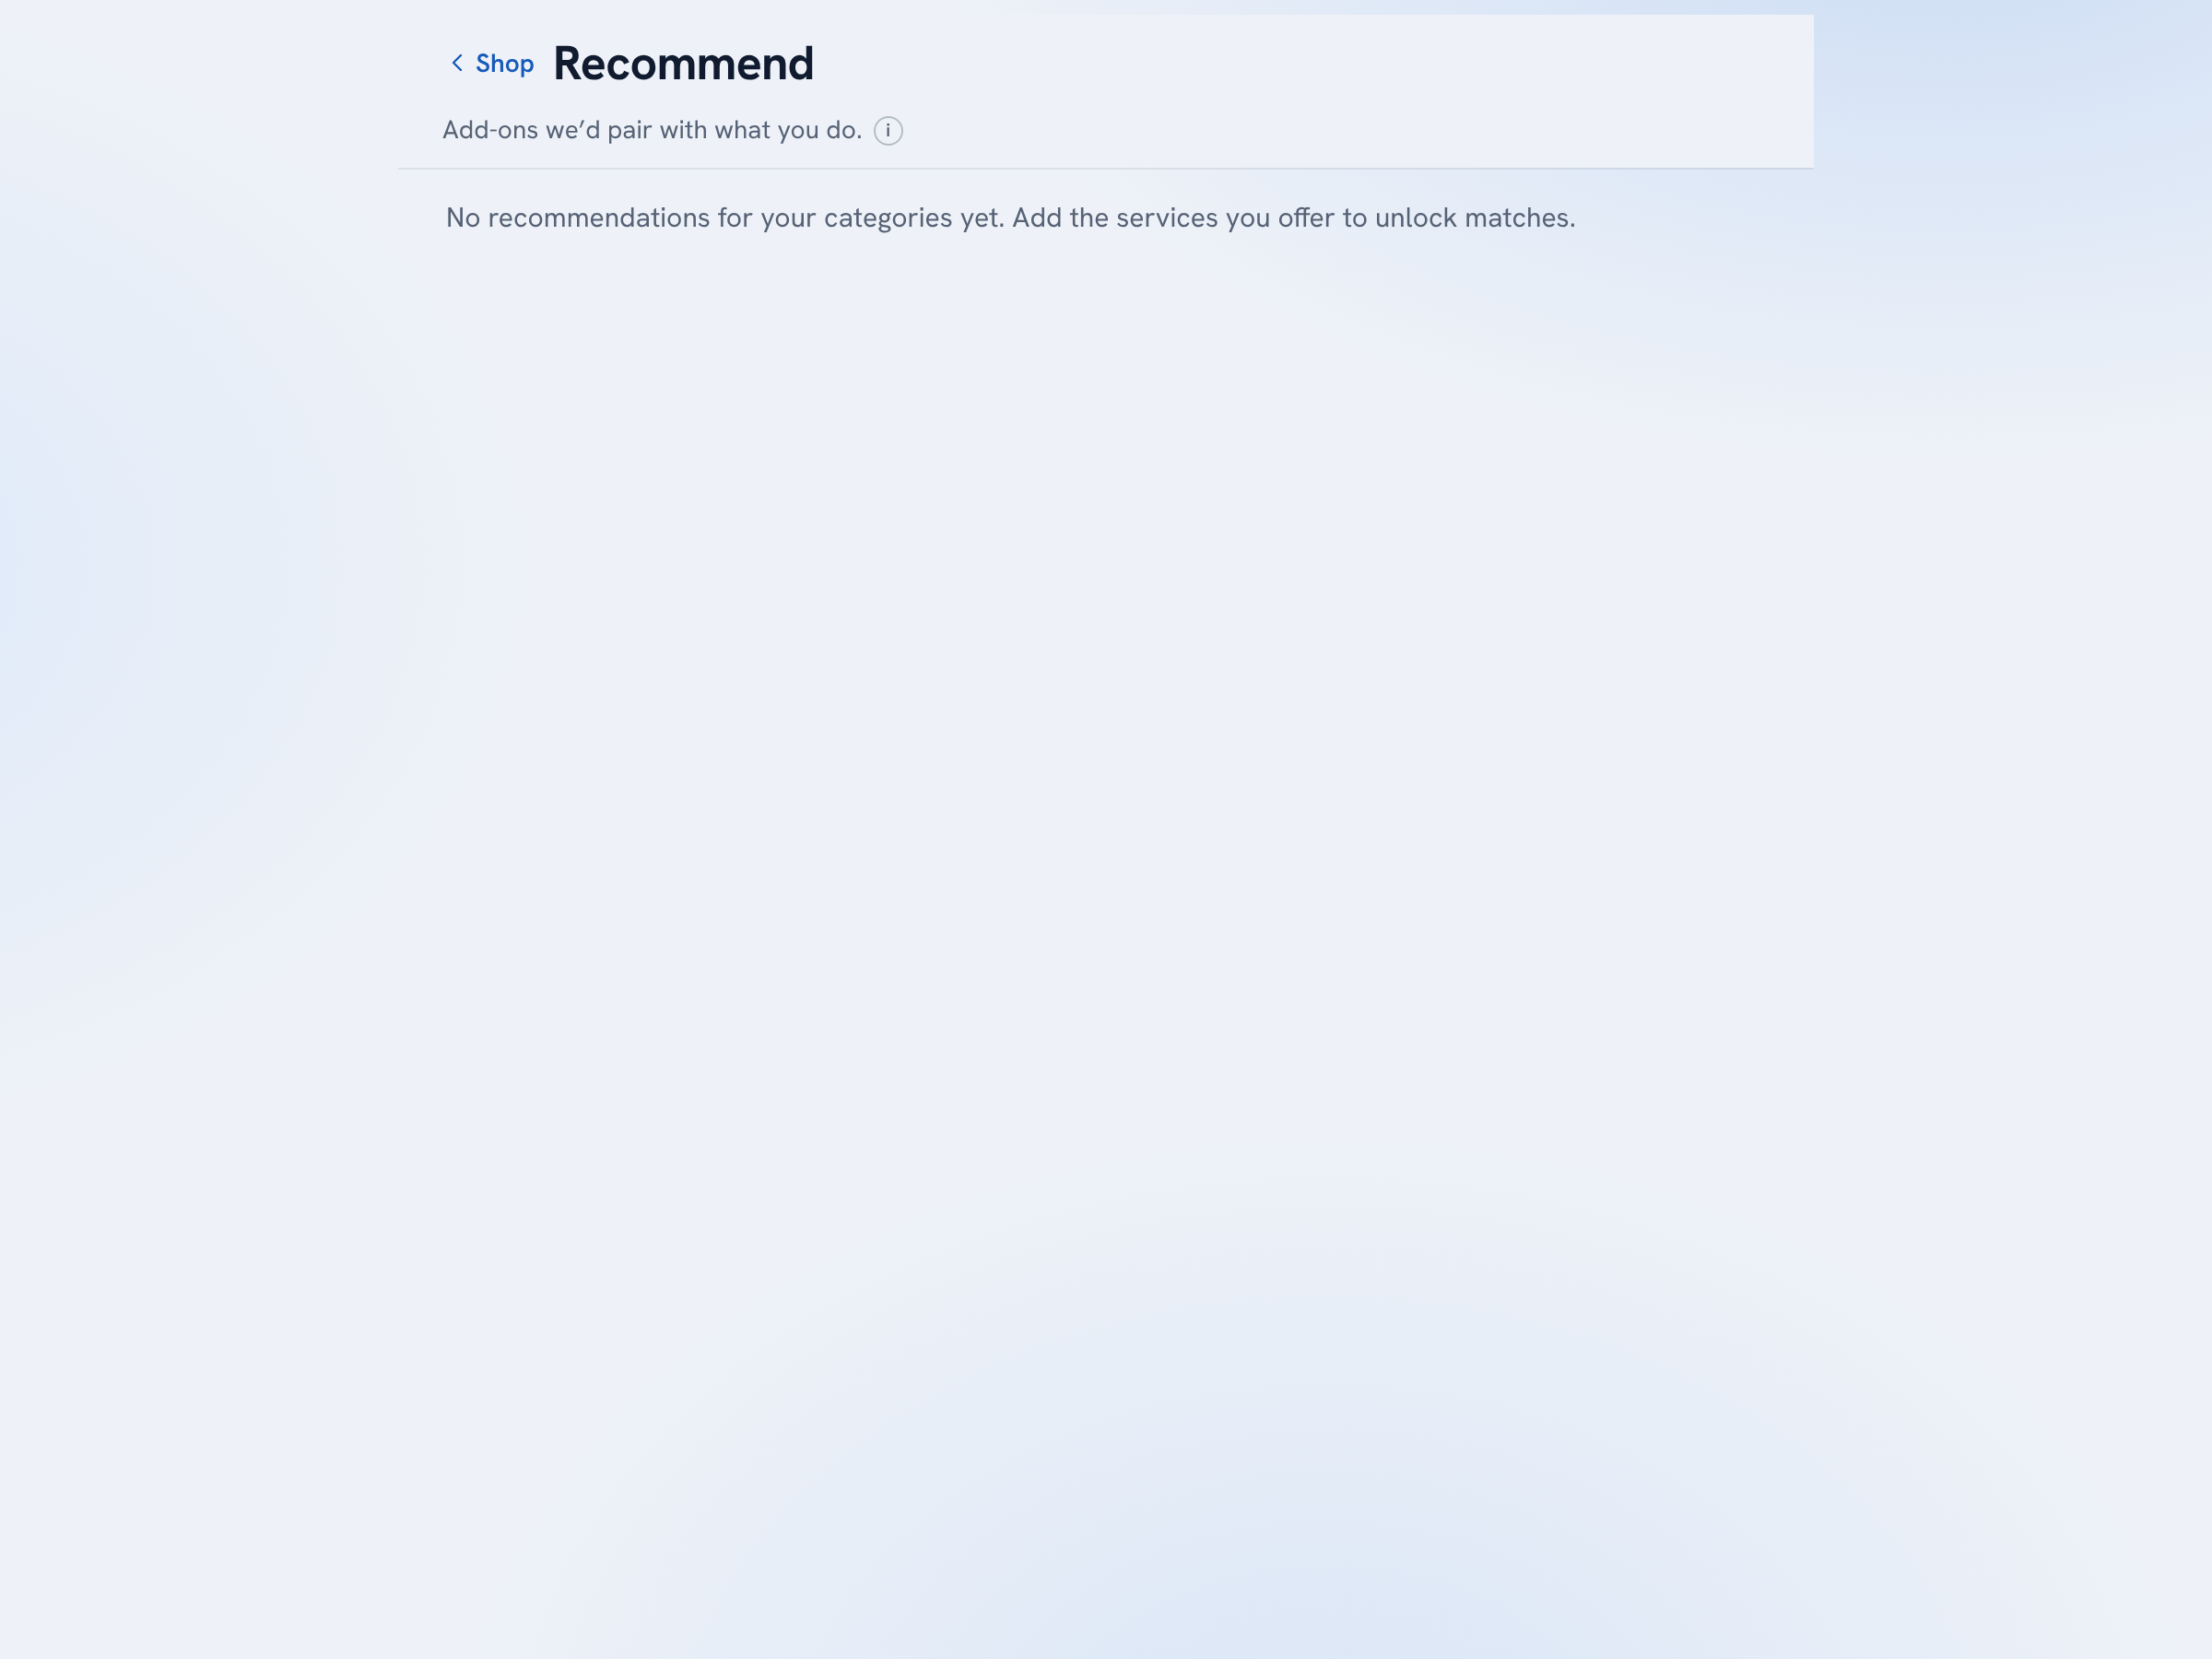 Shop Recommend
Add-ons we’d pair with what you do. i
No recommendations for your categories yet. Add the services you offer to unlock matches.